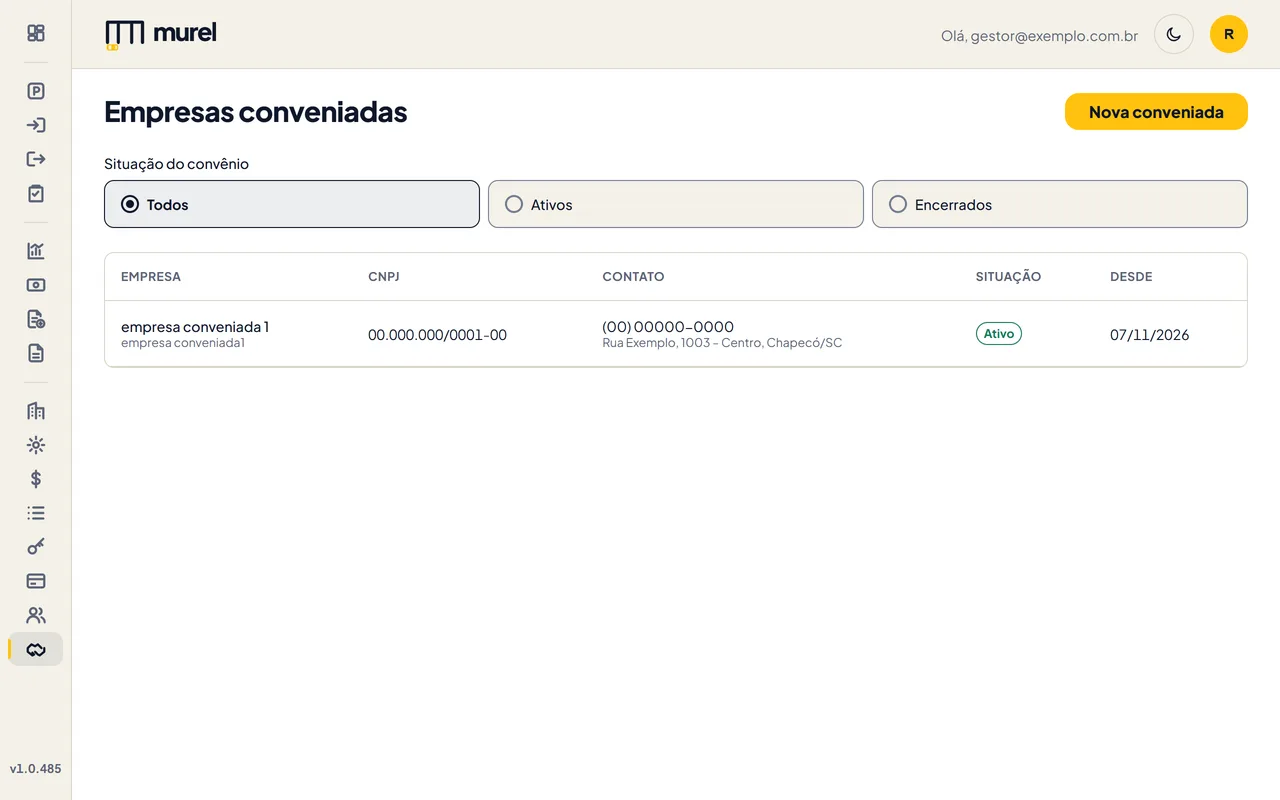 murel
Olá, gestor@exemplo.com.br
R
P
Empresas conveniadas
Nova conveniada
Situação do convênio
Todos
Ativos
Encerrados
EMPRESA CNPJ CONTATO SITUAÇÃO DESDE
empresa conveniada 1
empresa conveniada1
00.000.000/0001-00
(00) 00000-0000
Rua Exemplo, 1003 - Centro, Chapecó/SC
Ativo
07/11/2026
v1.0.485